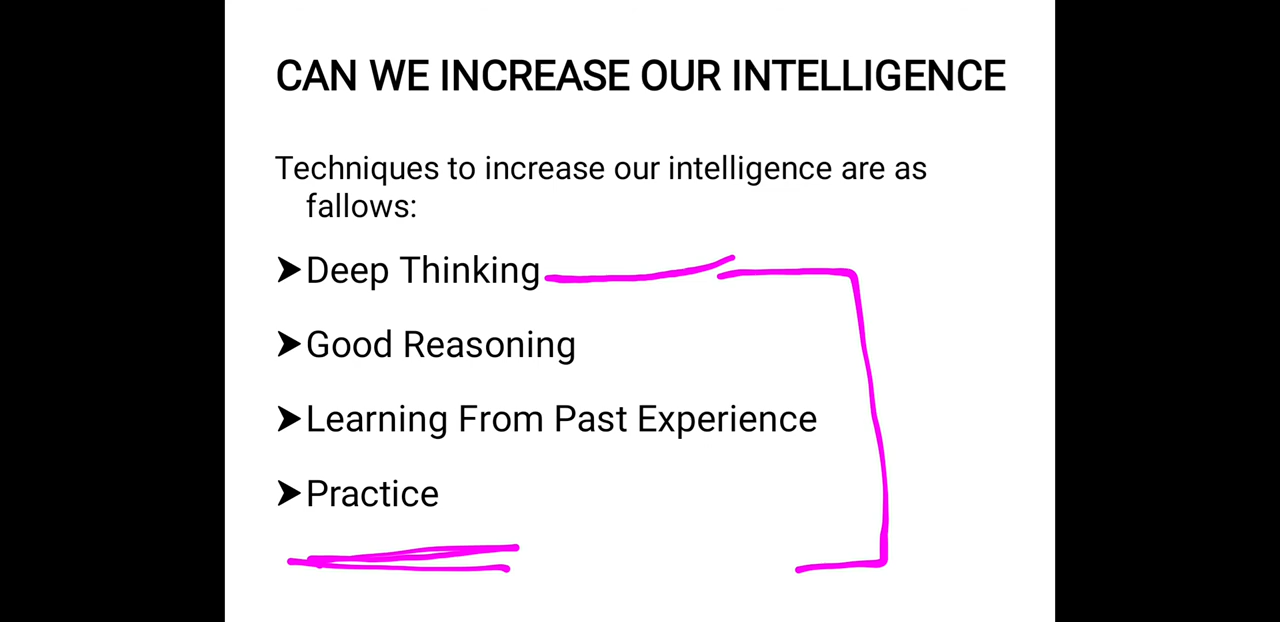 CAN WE INCREASE OUR INTELLIGENCE
Techniques to increase our intelligence are as
fallows:
➤Deep Thinking
➤Good Reasoning
➤Learning From Past Experience
➤Practice